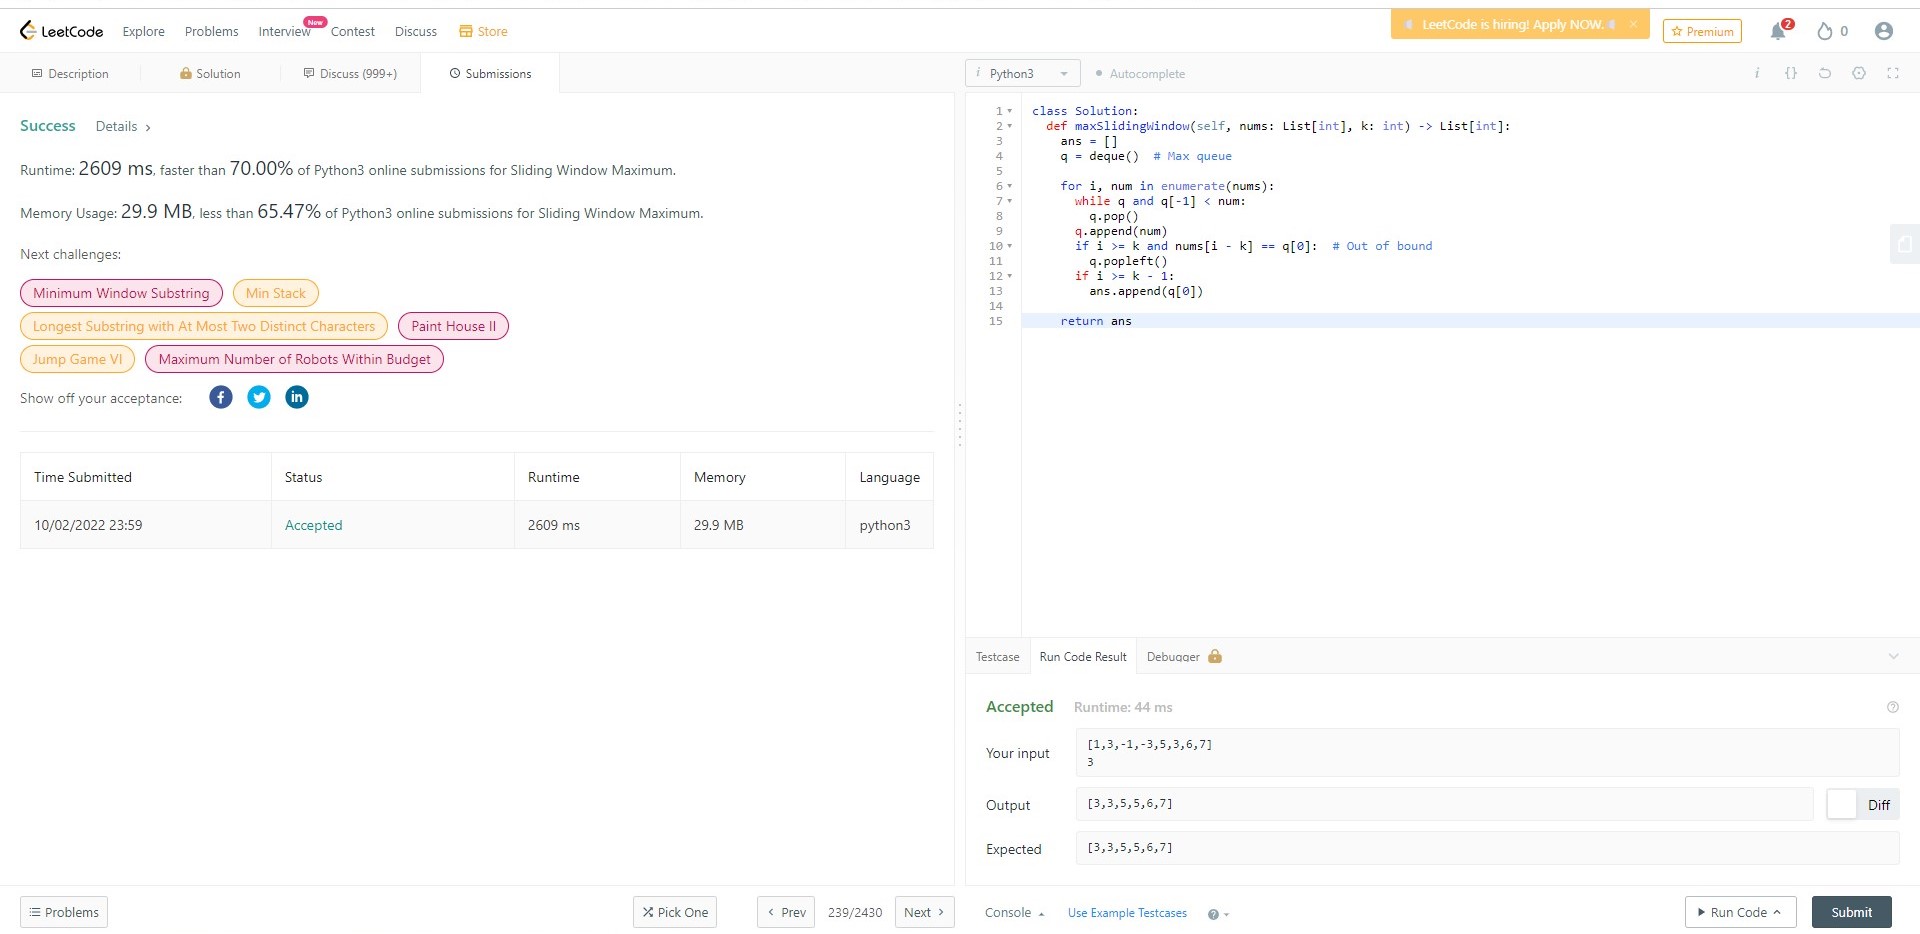 LeetCode Explore Problems Interview New Contest Discuss Store LeetCode is hiring! Apply NOW. × Premium 2 0
Description Solution Discuss (999+) Submissions
i Python3 Autocomplete i {}
Success Details >
Runtime: 2609 ms, faster than 70.00% of Python3 online submissions for Sliding Window Maximum.
Memory Usage: 29.9 MB, less than 65.47% of Python3 online submissions for Sliding Window Maximum.
Next challenges:
Minimum Window Substring Min Stack
Longest Substring with At Most Two Distinct Characters Paint House II
Jump Game VI Maximum Number of Robots Within Budget
Show off your acceptance: f in
Time Submitted Status Runtime Memory Language
10/02/2022 23:59 Accepted 2609 ms 29.9 MB python3
Problems Pick One < Prev 239/2430 Next >
1 class Solution:
2 def maxSlidingWindow(self, nums: List[int], k: int) -> List[int]:
3 ans = []
4 q = deque() # Max queue
5
6 for i, num in enumerate(nums):
7 while q and q[-1] < num:
8 q.pop()
9 q.append(num)
10 if i >= k and nums[i - k] == q[0]: # Out of bound
11 q.popleft()
12 if i >= k - 1:
13 ans.append(q[0])
14
15 return ans
Testcase Run Code Result Debugger
Accepted Runtime: 44 ms ?
Your input
[1,3,-1,-3,5,3,6,7]
3
Output [3,3,5,5,6,7] Diff
Expected [3,3,5,5,6,7]
Console Use Example Testcases ? Run Code Submit